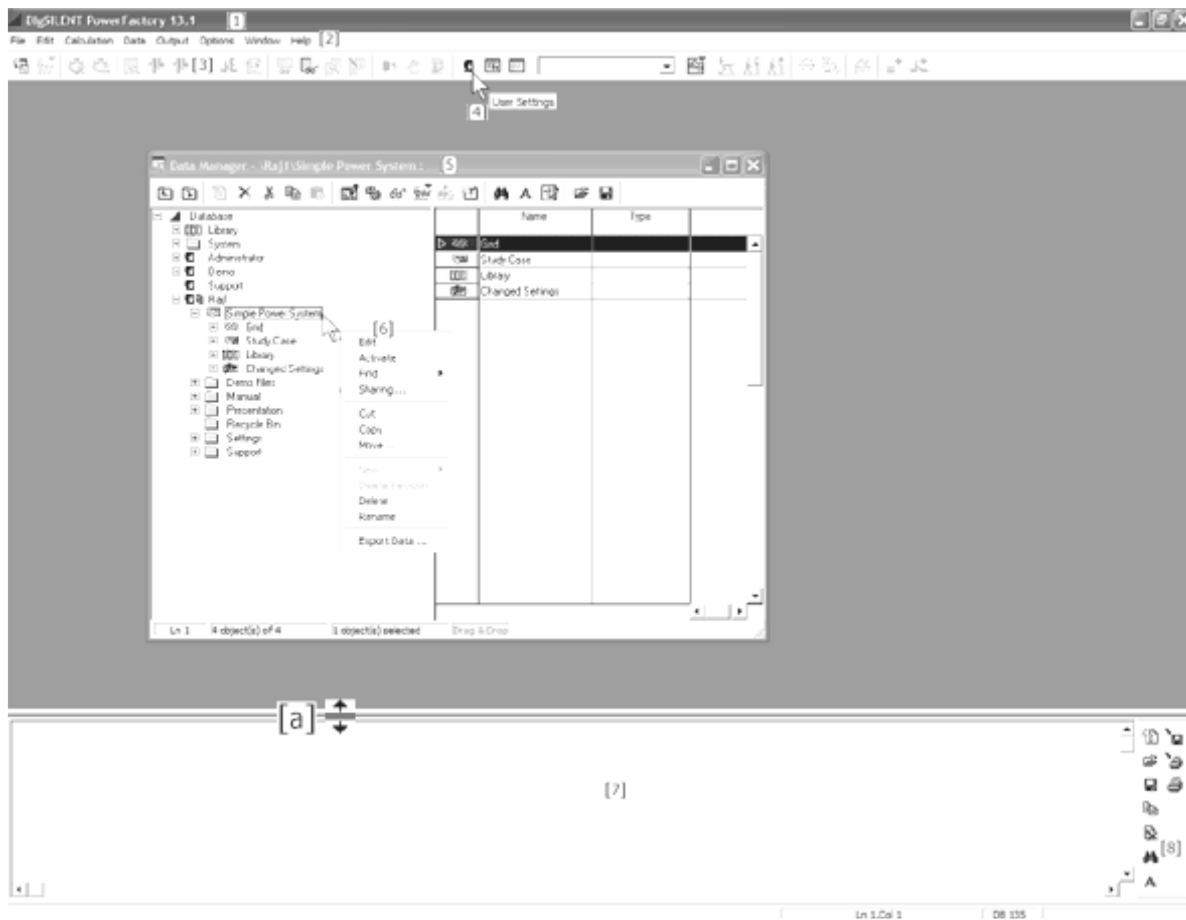 DIgSILENT PowerFactory 13.1 [1]
File Edit Calculation Data Output Options Window Help [2]
[3]
[4] User Settings
Data Manager - \Raj1\Simple Power System : [5]
Database
Library
System
Administrator
Demo
Support
Raj
Simple Power System
Grid
Study Case
Library
Changed Settings
Demo Files
Manual
Presentation
Recycle Bin
Settings
Support
Name Type
Grid
Study Case
Library
Changed Settings
[6]
Edit
Activate
Find
Sharing ...
Cut
Copy
Move ...
New
Delete
Rename
Export Data ...
Ln 1 4 object(s) of 4 1 object(s) selected Drag & Drop
[a]
[7]
[8]
Ln 1,Col 1 DB 135